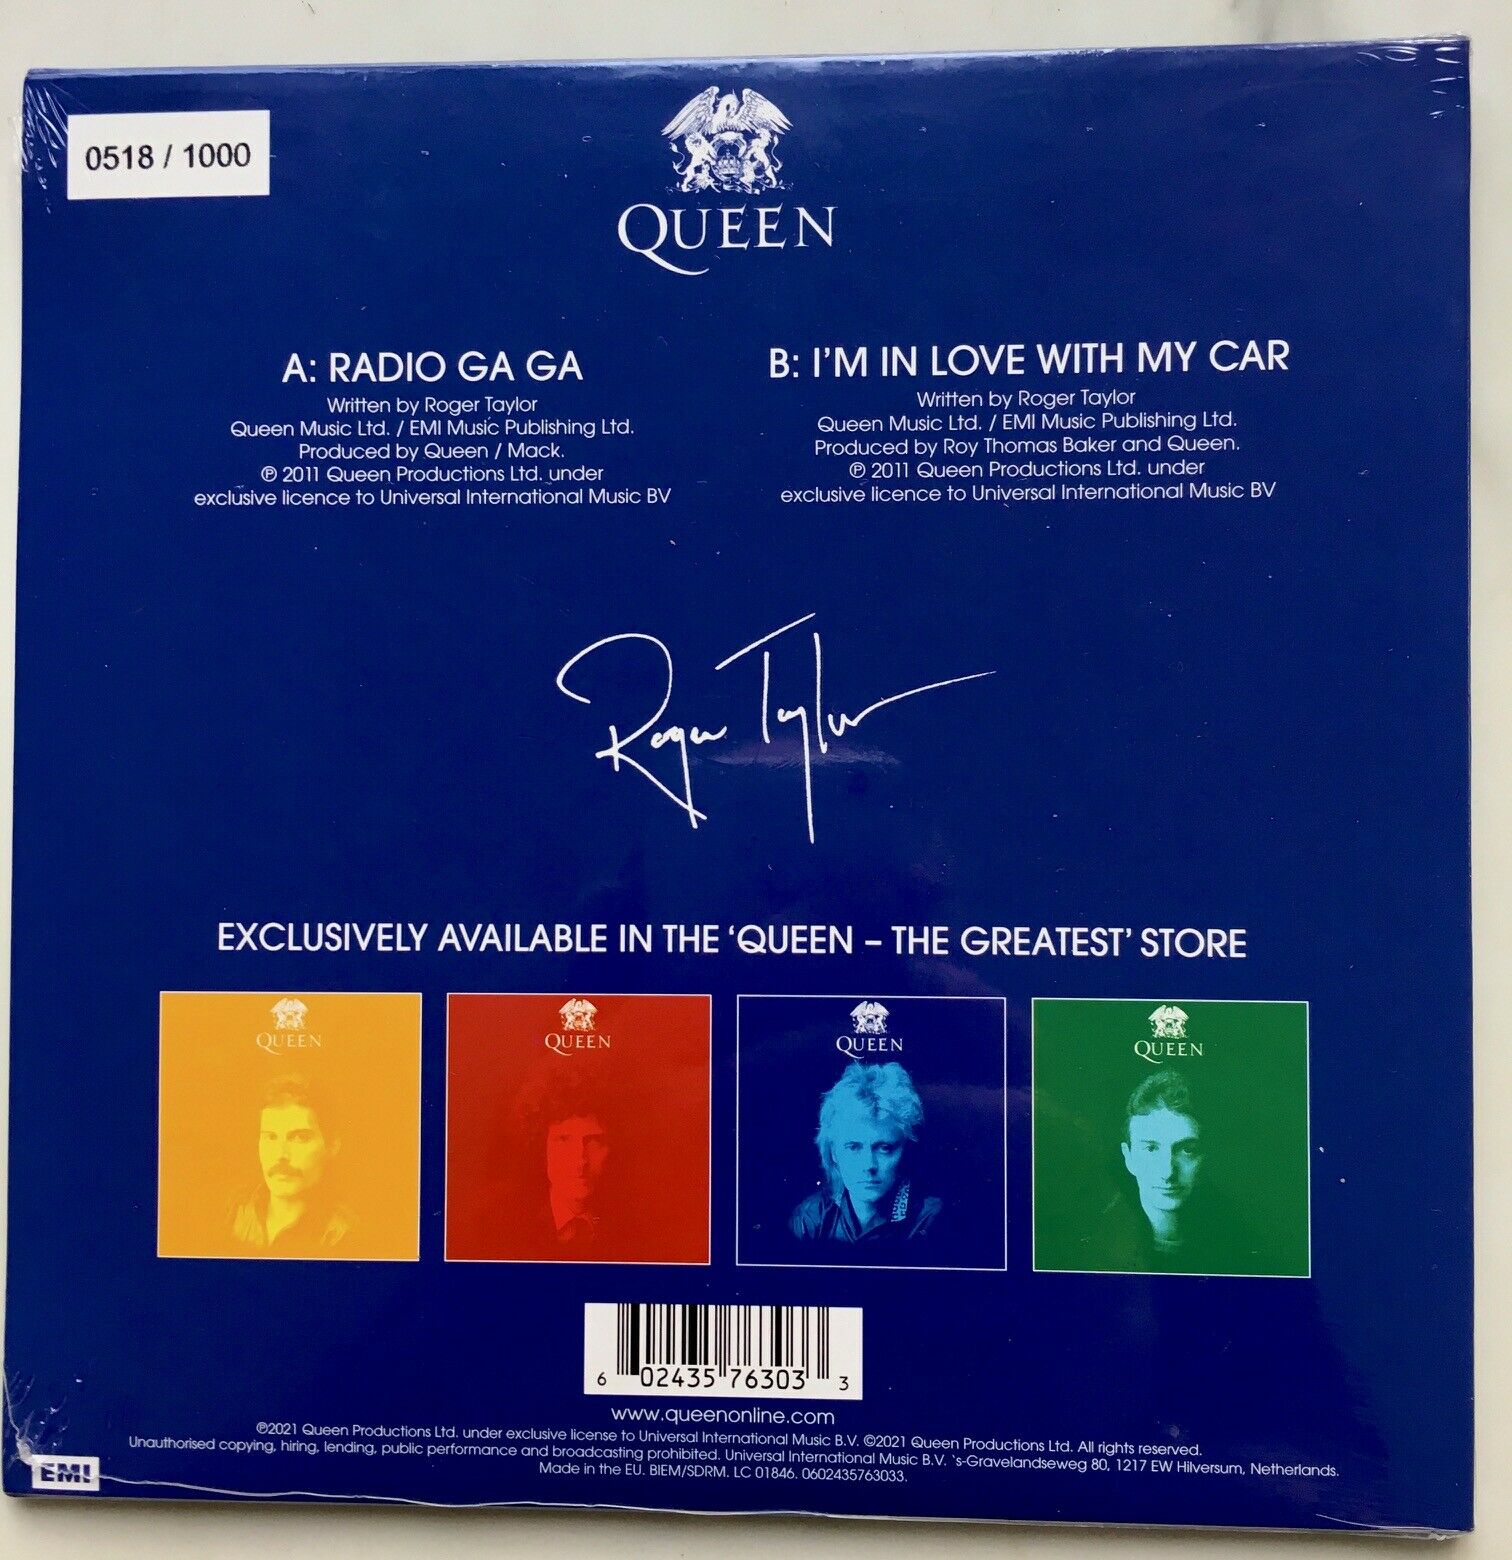 0518 / 1000
QUEEN
A: RADIO GA GA
Written by Roger Taylor
Queen Music Ltd. / EMI Music Publishing Ltd.
Produced by Queen / Mack.
℗ 2011 Queen Productions Ltd. under
exclusive licence to Universal International Music BV
B: I'M IN LOVE WITH MY CAR
Written by Roger Taylor
Queen Music Ltd. / EMI Music Publishing Ltd.
Produced by Roy Thomas Baker and Queen.
℗ 2011 Queen Productions Ltd. under
exclusive licence to Universal International Music BV
Roger Taylor
EXCLUSIVELY AVAILABLE IN THE ‘QUEEN – THE GREATEST’ STORE
QUEEN
QUEEN
QUEEN
QUEEN
6 02435 76303 3
www.queenonline.com
℗2021 Queen Productions Ltd. under exclusive license to Universal International Music B.V. ©2021 Queen Productions Ltd. All rights reserved.
Unauthorised copying, hiring, lending, public performance and broadcasting prohibited. Universal International Music B.V. ‘s-Gravelandseweg 80, 1217 EW Hilversum, Netherlands.
Made in the EU. BIEM/SDRM. LC 01846. 0602435763033.
EMI